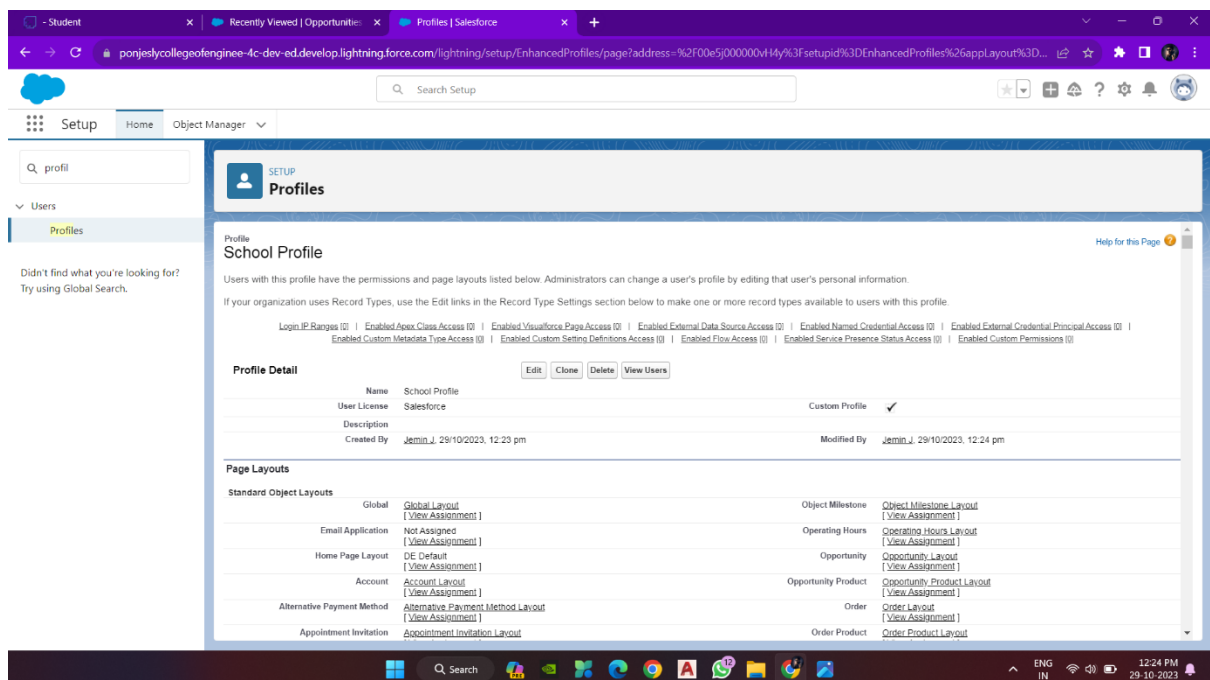 - Student
Recently Viewed | Opportunities
Profiles | Salesforce
ponjeslycollegeofenginee-4c-dev-ed.develop.lightning.force.com/lightning/setup/EnhancedProfiles/page?address=%2F00e5j000000vH4y%3Fsetupid%3DEnhancedProfiles%26appLayout%3D...
Search Setup
Setup Home Object Manager
profil
Users
Profiles
Didn't find what you're looking for?
Try using Global Search.
SETUP
Profiles
Help for this Page
Profile
School Profile
Users with this profile have the permissions and page layouts listed below. Administrators can change a user's profile by editing that user's personal information.
If your organization uses Record Types, use the Edit links in the Record Type Settings section below to make one or more record types available to users with this profile.
Login IP Ranges [0] | Enabled Apex Class Access [0] | Enabled Visualforce Page Access [0] | Enabled External Data Source Access [0] | Enabled Named Credential Access [0] | Enabled External Credential Principal Access [0] |
Enabled Custom Metadata Type Access [0] | Enabled Custom Setting Definitions Access [0] | Enabled Flow Access [0] | Enabled Service Presence Status Access [0] | Enabled Custom Permissions [0]
Profile Detail Edit Clone Delete View Users
Name School Profile
User License Salesforce Custom Profile
Description
Created By Jemin J, 29/10/2023, 12:23 pm Modified By Jemin J, 29/10/2023, 12:24 pm
Page Layouts
Standard Object Layouts
Global Global Layout Object Milestone Object Milestone Layout
[ View Assignment ] [ View Assignment ]
Email Application Not Assigned Operating Hours Operating Hours Layout
[ View Assignment ] [ View Assignment ]
Home Page Layout DE Default Opportunity Opportunity Layout
[ View Assignment ] [ View Assignment ]
Account Account Layout Opportunity Product Opportunity Product Layout
[ View Assignment ] [ View Assignment ]
Alternative Payment Method Alternative Payment Method Layout Order Order Layout
[ View Assignment ] [ View Assignment ]
Appointment Invitation Appointment Invitation Layout Order Product Order Product Layout
Search
12
ENG
IN
12:24 PM
29-10-2023